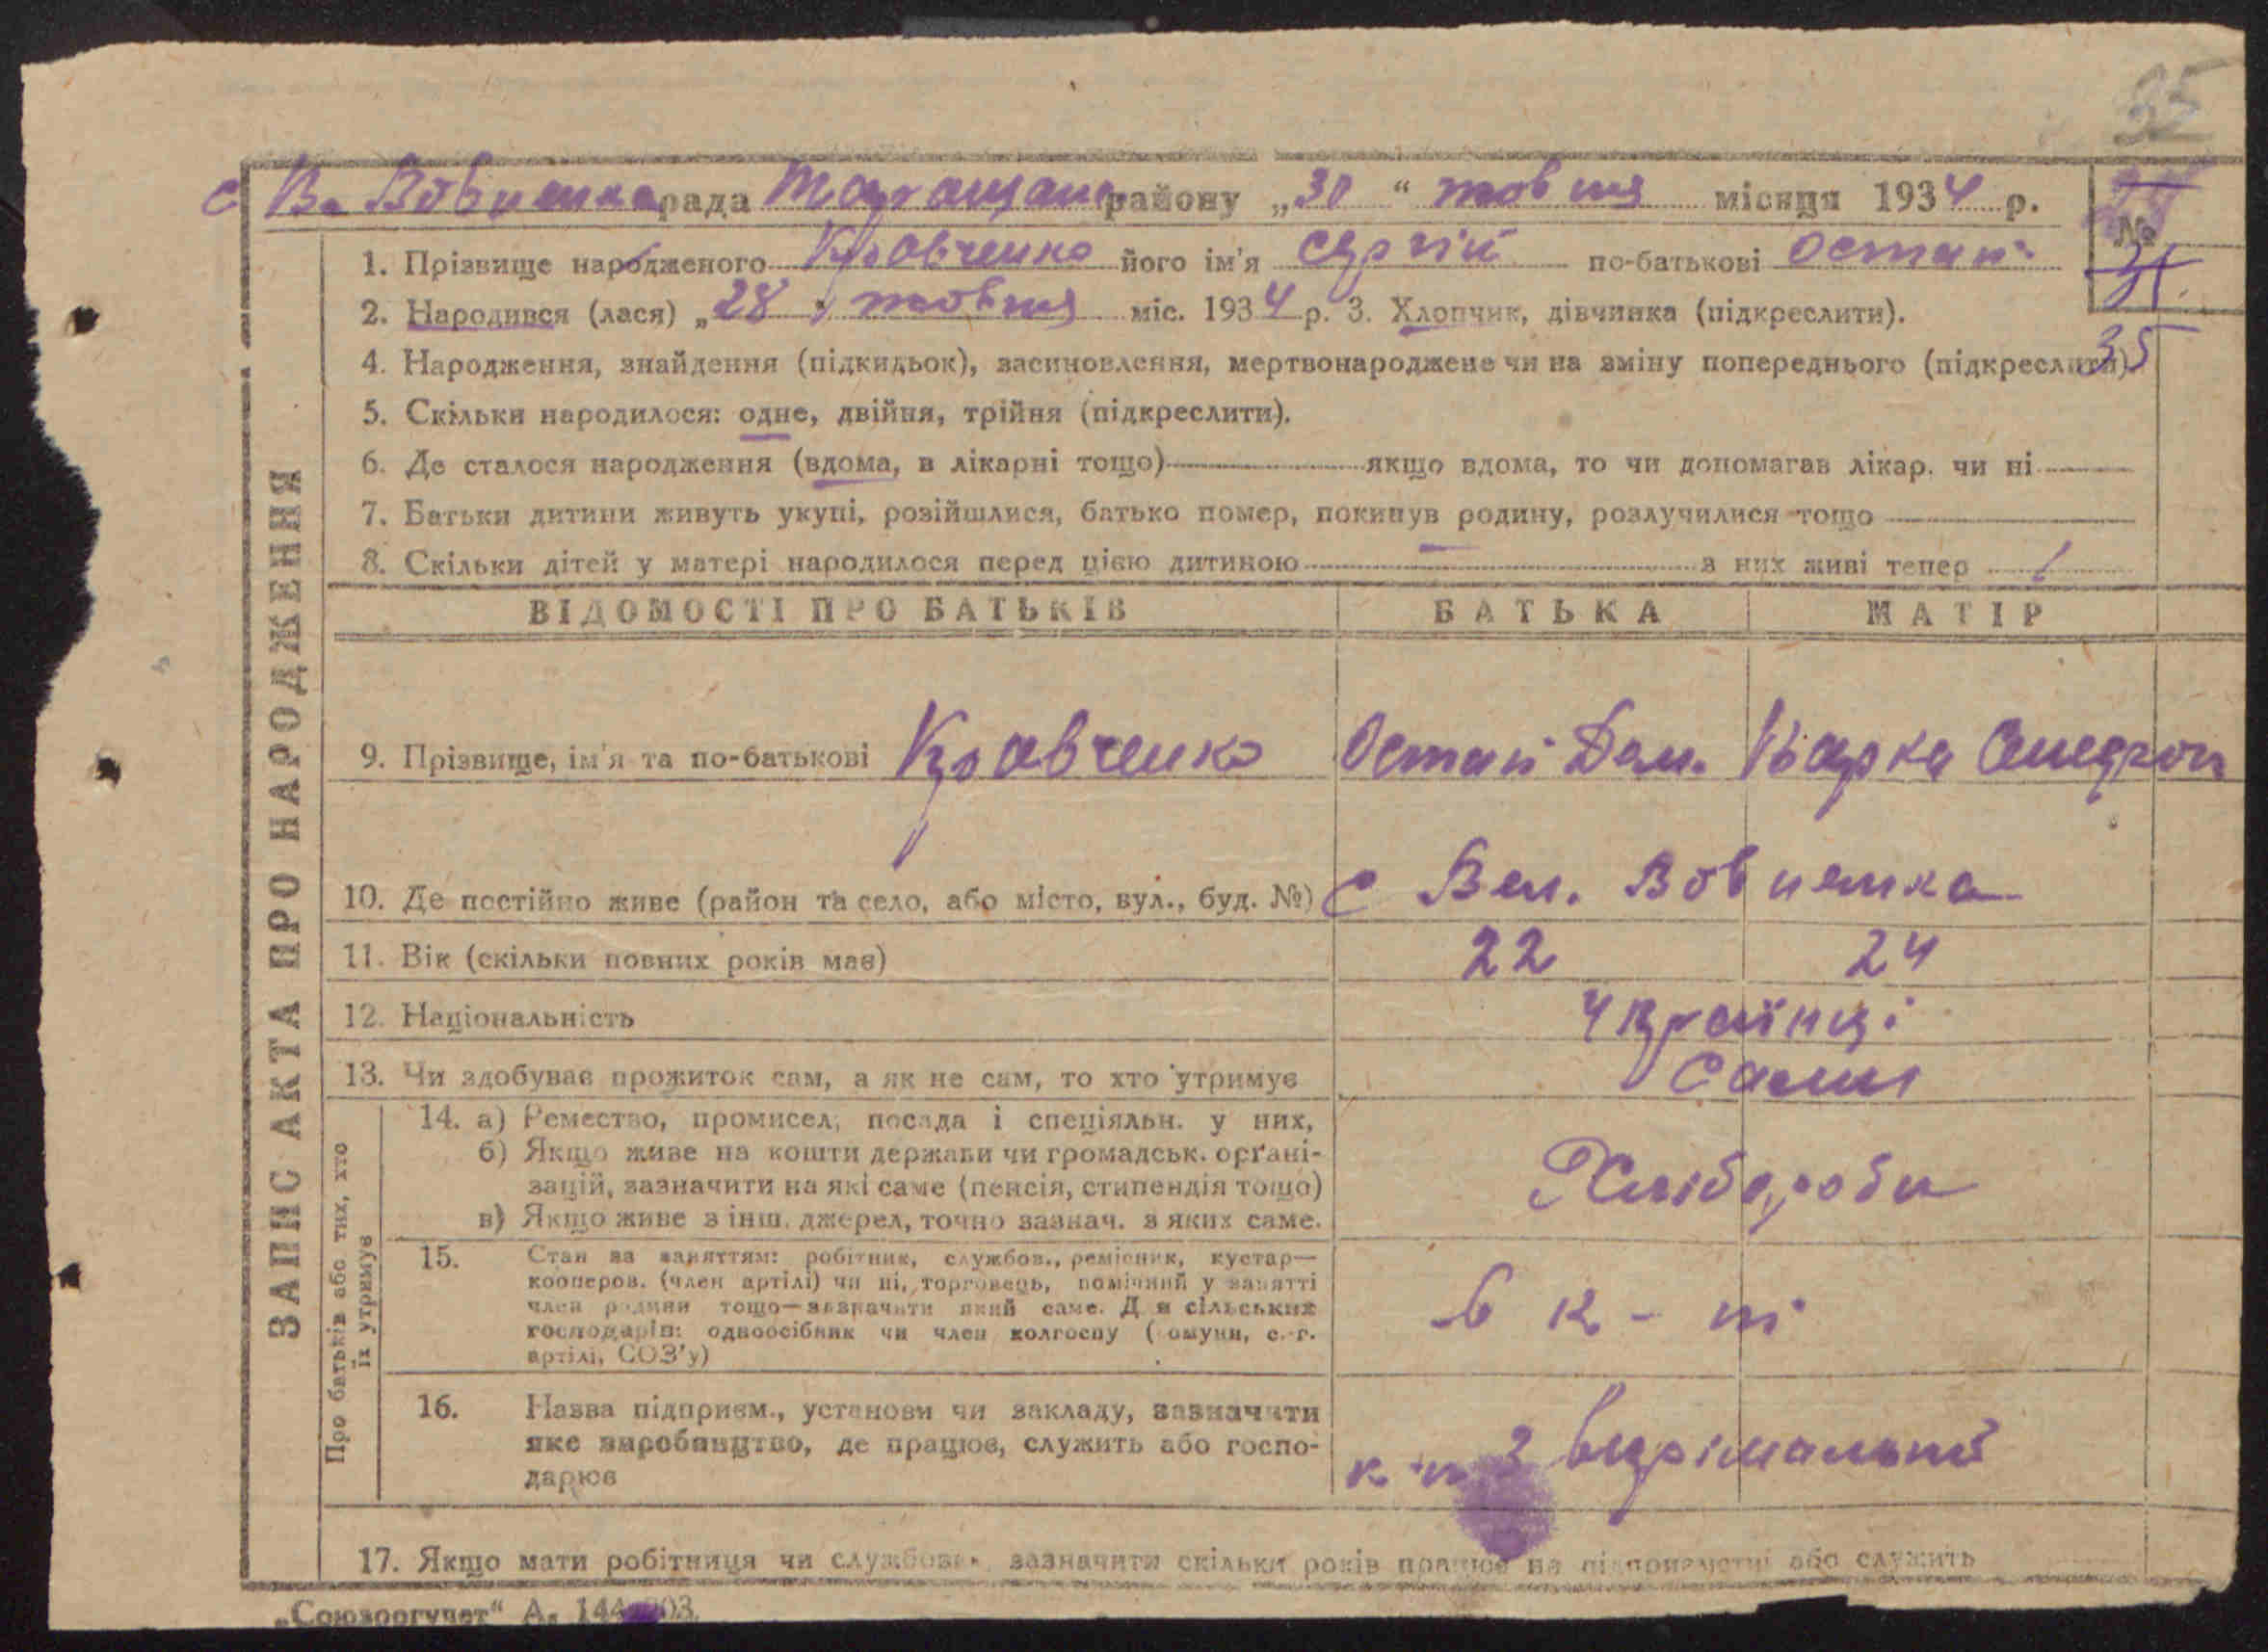 35
с В. Вовнянка рада Таращан району „30“ жовтня місяця 1934 р.
№
31
35
1. Прізвище народженого Кравченко його ім'я Сергій по-батькові Остап
2. Народився (лася) „28 жовтня міс. 1934 р. 3. Хлопчик, дівчинка (підкреслити).
4. Народження, знайдення (підкидьок), засиновлення, мертвонароджене чи на зміну попереднього (підкреслити)
5. Скільки народилося: одне, двійня, трійня (підкреслити).
6. Де сталося народження (вдома, в лікарні тощо) якщо вдома, то чи допомагав лікар. чи ні
7. Батьки дитини живуть укупі, розійшлися, батько помер, покинув родину, розлучилися тощо
8. Скільки дітей у матері народилося перед цією дитиною — з них живі тепер 1
ЗАПИС АКТА ПРО НАРОДЖЕННЯ
ВІДОМОСТІ ПРО БАТЬКІВ БАТЬКА МАТІР
9. Прізвище, ім'я та по-батькові Кравченко Остап Дем.
10. Де постійно живе (район та село, або місто, вул., буд. №) с Вел. Вовнянка
11. Вік (скільки повних років має) 22 24
12. Національність Українці
13. Чи здобуває прожиток сам, а як не сам, то хто утримує Сами
Про батьків або тих, хто
їх утримує
14. а) Ремество, промисел, посада і спеціяльн. у них,
б) Якщо живе на кошти держави чи громадськ. орґані-
зацій, зазначити на які саме (пенсія, стипендія тощо)
в) Якщо живе з інш. джерел, точно зазнач. з яких саме.
Хлібороби
15. Стан за заняттям: робітник, службов., ремісник, кустар—
кооперов. (член артілі) чи ні, торговець, помічний у занятті
член родини тощо—зазначити який саме. Для сільських
господарів: одноосібник чи член колгоспу (комуни, с.-г.
артілі, СОЗ'у)
16. Назва підприєм., установи чи закладу, зазначити
яке виробництво, де працює, служить або госпо-
дарює
17. Якщо мати робітниця чи службовка, зазначити скільки років працює на підприємстві або служить
„Союзоргучет“ А.